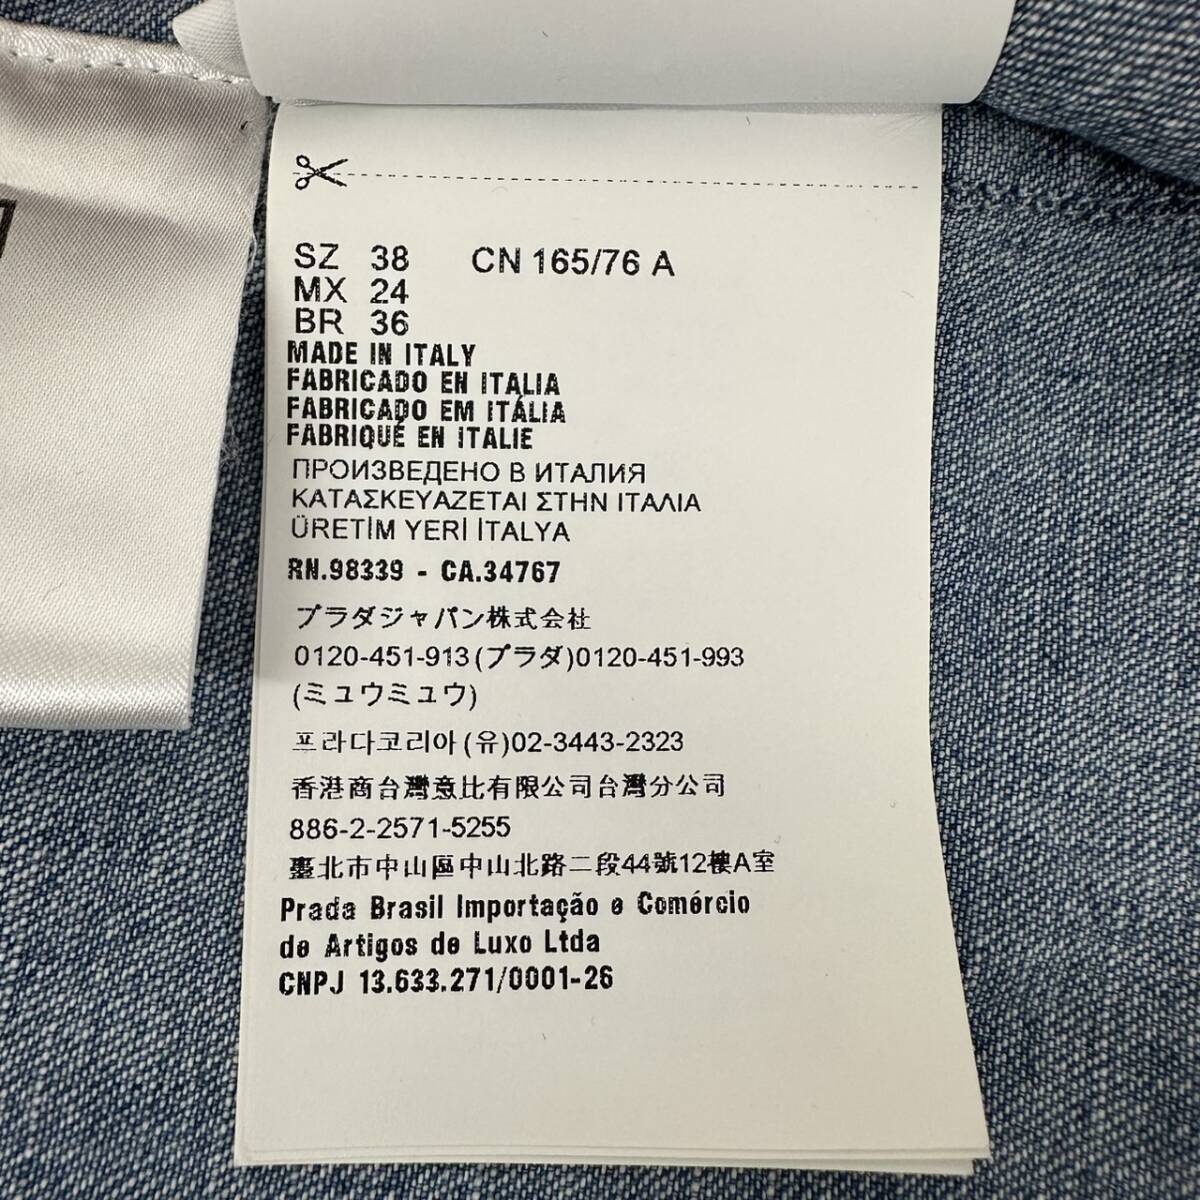 SZ 38 CN 165/76 A
MX 24
BR 36
MADE IN ITALY
FABRICADO EN ITALIA
FABRICADO EM ITÁLIA
FABRIQUÉ EN ITALIE
ПРОИЗВЕДЕНО В ИТАЛИЯ
ΚΑΤΑΣΚΕΥΑΖΕΤΑΙ ΣΤΗΝ ΙΤΑΛΙΑ
ÜRETİM YERİ İTALYA
RN.98339 - CA.34767
プラダジャパン株式会社
0120-451-913(プラダ)0120-451-993
(ミュウミュウ)
프라다코리아(유)02-3443-2323
香港商台灣意比有限公司台灣分公司
886-2-2571-5255
臺北市中山區中山北路二段44號12樓A室
Prada Brasil Importação e Comércio
de Artigos de Luxo Ltda
CNPJ 13.633.271/0001-26